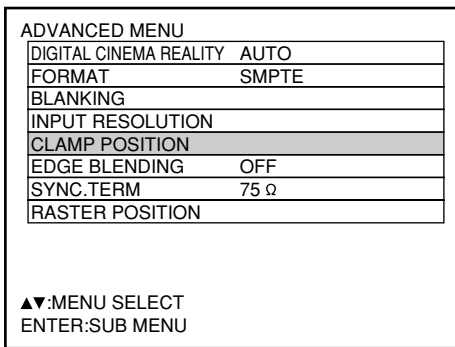 ADVANCED MENU
DIGITAL CINEMA REALITY AUTO
FORMAT SMPTE
BLANKING
INPUT RESOLUTION
CLAMP POSITION
EDGE BLENDING OFF
SYNC.TERM 75 Ω
RASTER POSITION
▲▼:MENU SELECT
ENTER:SUB MENU